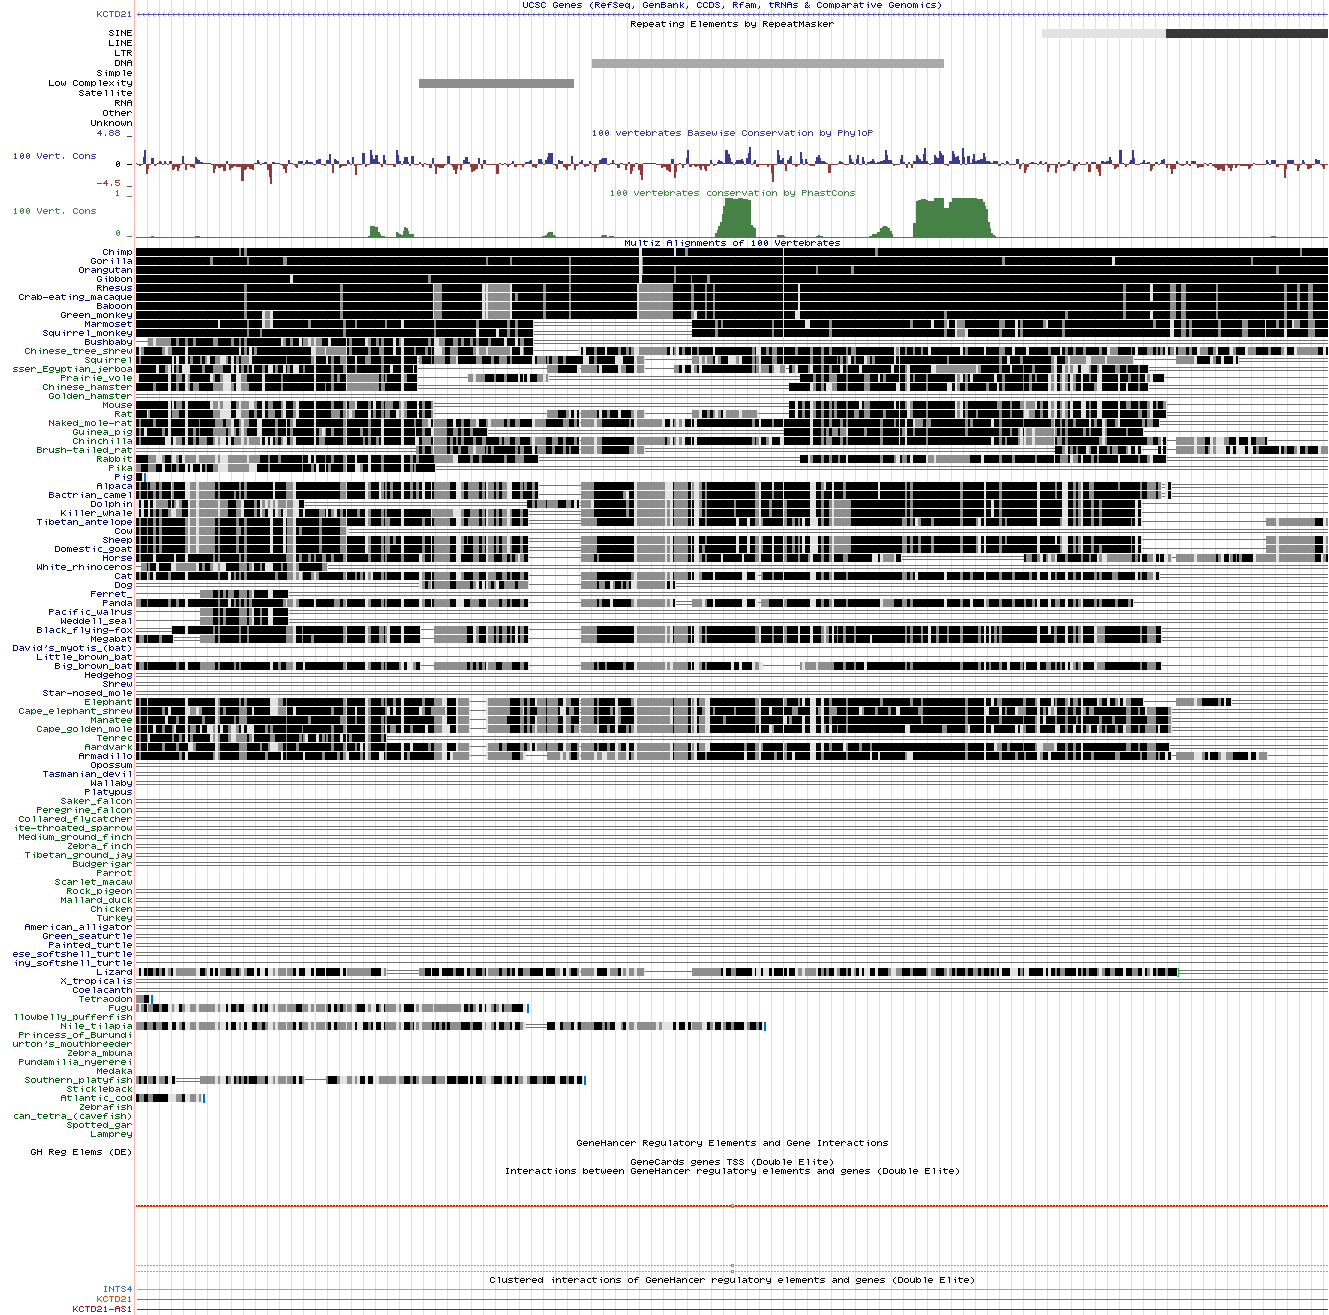 UCSC Genes (RefSeq, GenBank, CCDS, Rfam, tRNAs & Comparative Genomics)
KCTD21
Repeating Elements by RepeatMasker
SINE
LINE
LTR
DNA
Simple
Low Complexity
Satellite
RNA
Other
Unknown
4.88 _
100 vertebrates Basewise Conservation by PhyloP
100 Vert. Cons
0 _
-4.5 _
1 _
100 vertebrates conservation by PhastCons
100 Vert. Cons
0 _
Multiz Alignments of 100 Vertebrates
Chimp
Gorilla
Orangutan
Gibbon
Rhesus
Crab-eating_macaque
Baboon
Green_monkey
Marmoset
Squirrel_monkey
Bushbaby
Chinese_tree_shrew
Squirrel
sser_Egyptian_jerboa
Prairie_vole
Chinese_hamster
Golden_hamster
Mouse
Rat
Naked_mole-rat
Guinea_pig
Chinchilla
Brush-tailed_rat
Rabbit
Pika
Pig
Alpaca
Bactrian_camel
Dolphin
Killer_whale
Tibetan_antelope
Cow
Sheep
Domestic_goat
Horse
White_rhinoceros
Cat
Dog
Ferret_
Panda
Pacific_walrus
Weddell_seal
Black_flying-fox
Megabat
David's_myotis_(bat)
Little_brown_bat
Big_brown_bat
Hedgehog
Shrew
Star-nosed_mole
Elephant
Cape_elephant_shrew
Manatee
Cape_golden_mole
Tenrec
Aardvark
Armadillo
Opossum
Tasmanian_devil
Wallaby
Platypus
Saker_falcon
Peregrine_falcon
Collared_flycatcher
ite-throated_sparrow
Medium_ground_finch
Zebra_finch
Tibetan_ground_jay
Budgerigar
Parrot
Scarlet_macaw
Rock_pigeon
Mallard_duck
Chicken
Turkey
American_alligator
Green_seaturtle
Painted_turtle
ese_softshell_turtle
iny_softshell_turtle
Lizard
X_tropicalis
Coelacanth
Tetraodon
Fugu
llowbelly_pufferfish
Nile_tilapia
Princess_of_Burundi
urton's_mouthbreeder
Zebra_mbuna
Pundamilia_nyererei
Medaka
Southern_platyfish
Stickleback
Atlantic_cod
Zebrafish
can_tetra_(cavefish)
Spotted_gar
Lamprey
GeneHancer Regulatory Elements and Gene Interactions
GH Reg Elems (DE)
GeneCards genes TSS (Double Elite)
Interactions between GeneHancer regulatory elements and genes (Double Elite)
Clustered interactions of GeneHancer regulatory elements and genes (Double Elite)
INTS4
KCTD21
KCTD21-AS1